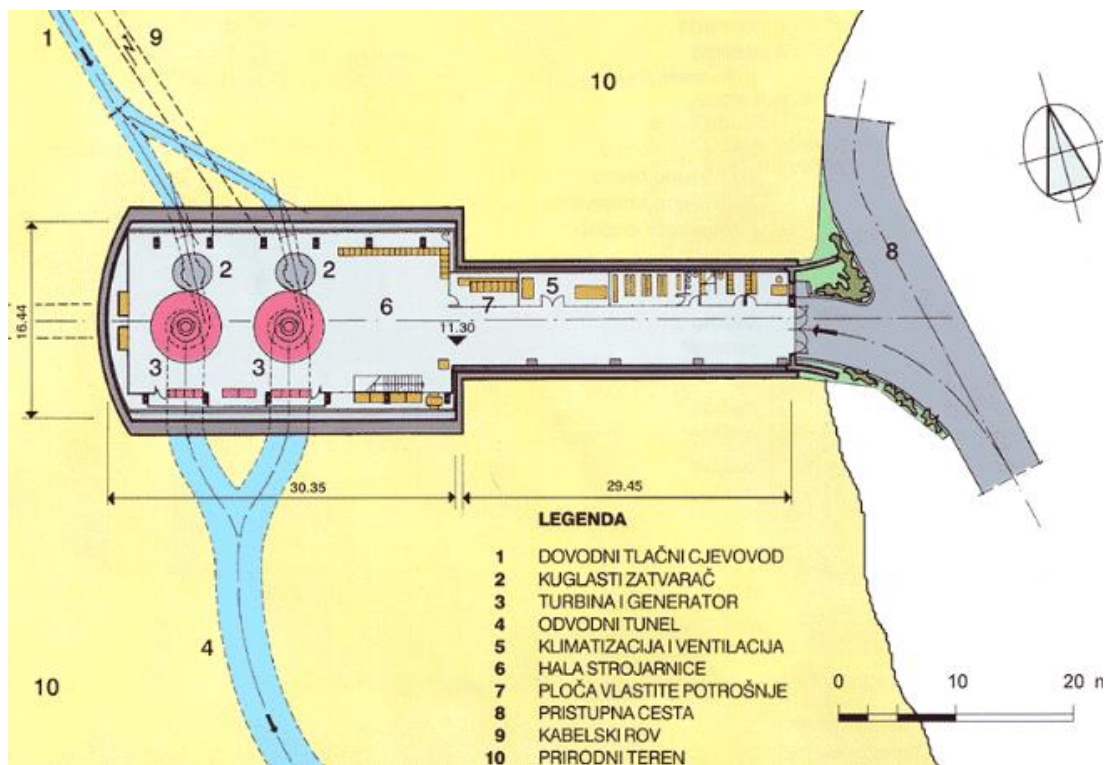 1
9
10
8
2
2
6
5
7
11.30
16.44
3
3
30.35
29.45
4
10
LEGENDA
1 DOVODNI TLAČNI CJEVOVOD
2 KUGLASTI ZATVARAČ
3 TURBINA I GENERATOR
4 ODVODNI TUNEL
5 KLIMATIZACIJA I VENTILACIJA
6 HALA STROJARNICE
7 PLOČA VLASTITE POTROŠNJE
8 PRISTUPNA CESTA
9 KABELSKI ROV
10 PRIRODNI TEREN
0 10 20